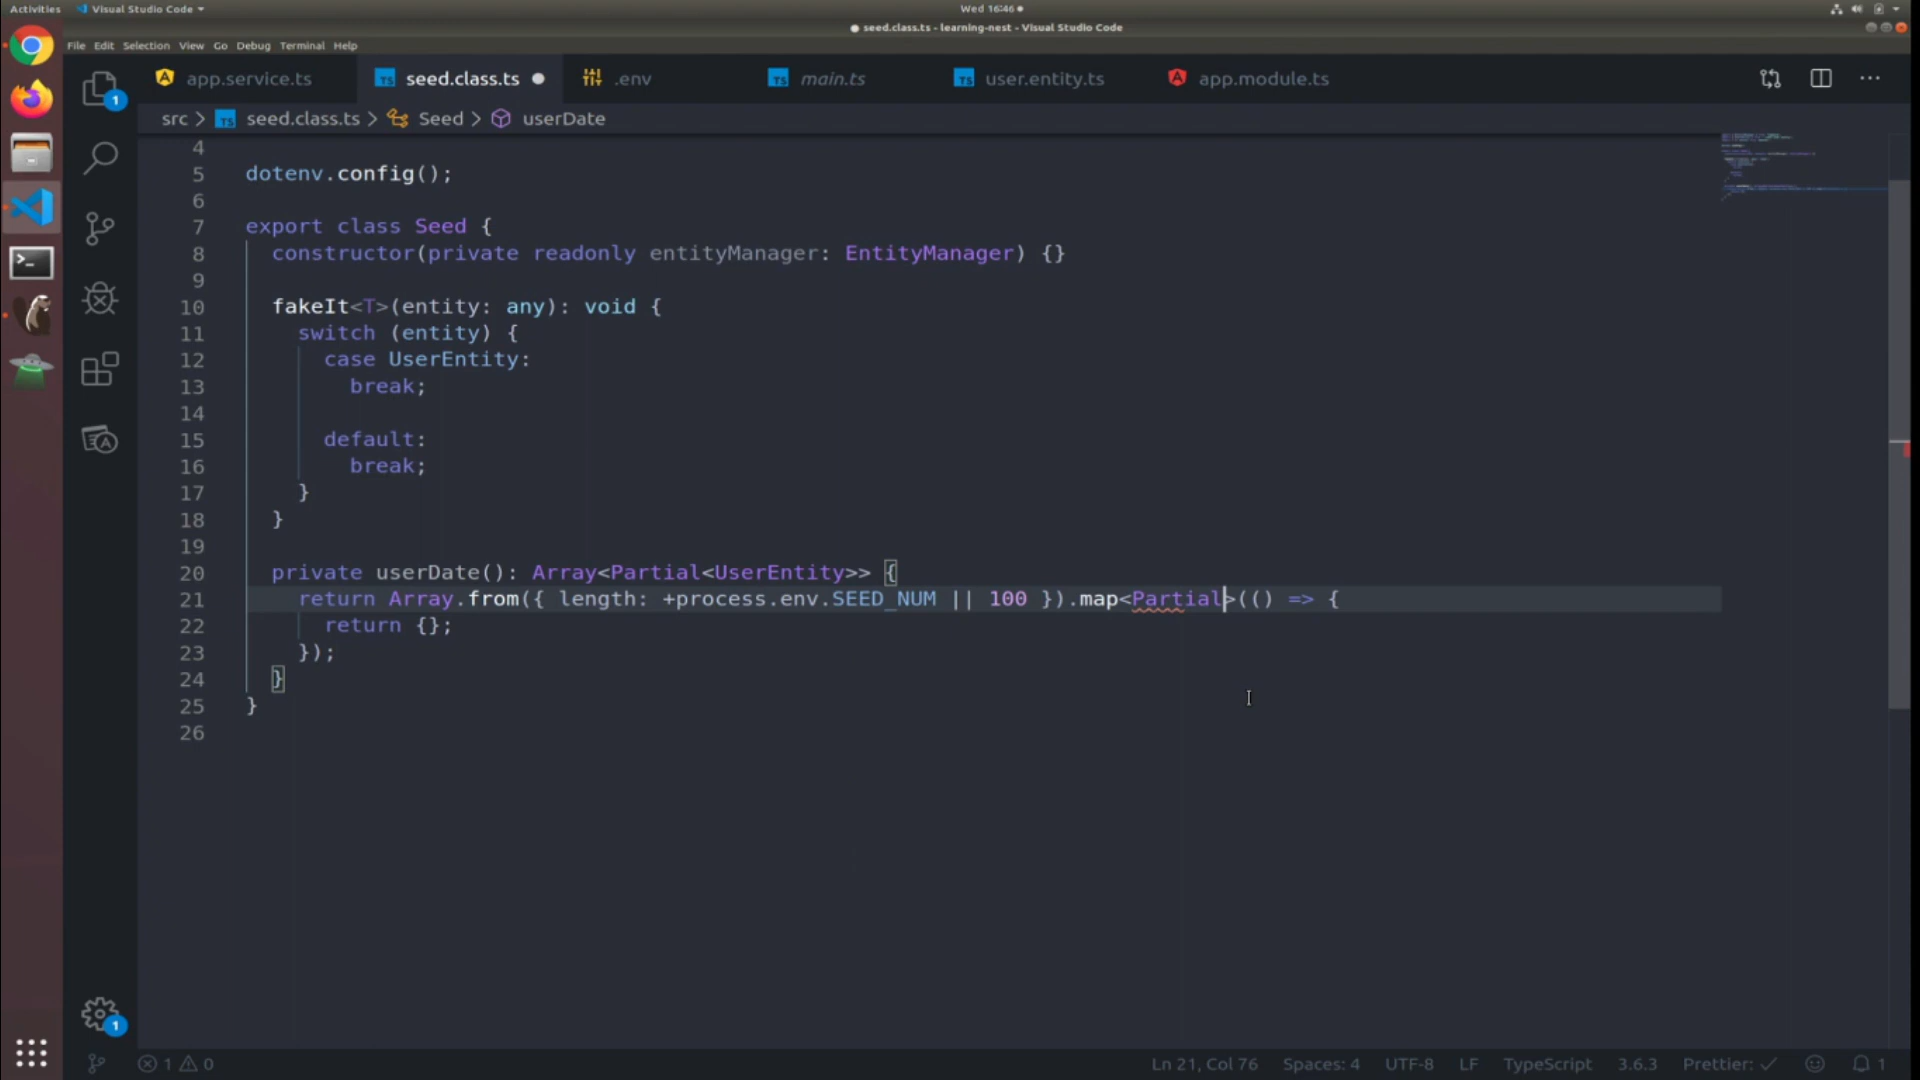 Activities Visual Studio Code Wed 16:46
seed.class.ts - learning-nest - Visual Studio Code
File Edit Selection View Go Debug Terminal Help
app.service.ts seed.class.ts .env main.ts user.entity.ts app.module.ts
src > seed.class.ts > Seed > userDate
4
5 dotenv.config();
6
7 export class Seed {
8 constructor(private readonly entityManager: EntityManager) {}
9
10 fakeIt<T>(entity: any): void {
11 switch (entity) {
12 case UserEntity:
13 break;
14
15 default:
16 break;
17 }
18 }
19
20 private userDate(): Array<Partial<UserEntity>> {
21 return Array.from({ length: +process.env.SEED_NUM || 100 }).map<Partial>(() => {
22 return {};
23 });
24 }
25 }
26
1
1
1 0 Ln 21, Col 76 Spaces: 4 UTF-8 LF TypeScript 3.6.3 Prettier: ✓ 1